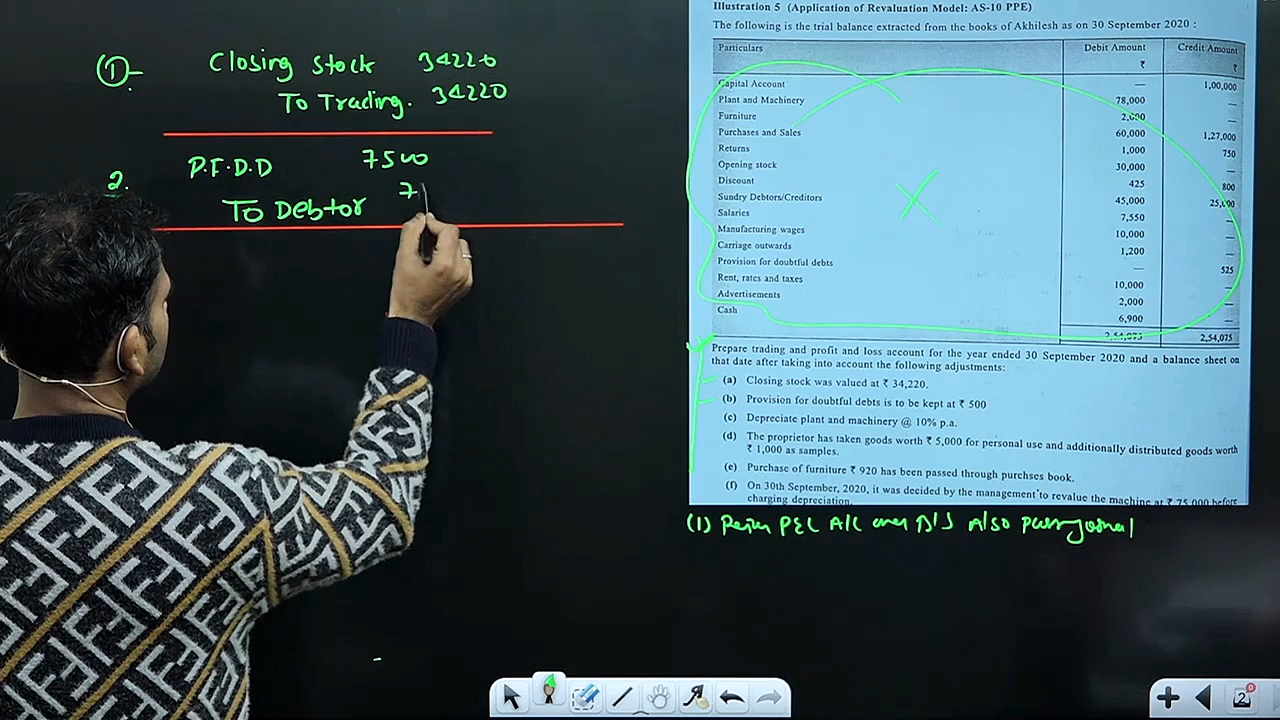 (1)- Closing Stock 34220
To Trading. 34220
2. P.F.D.D 7500
To Debtor 7
Illustration 5 (Application of Revaluation Model: AS-10 PPE)
The following is the trial balance extracted from the books of Akhilesh as on 30 September 2020 :
Particulars Debit Amount Credit Amount
₹ ₹
Capital Account — 1,00,000
Plant and Machinery 78,000 —
Furniture 2,000 —
Purchases and Sales 60,000 1,27,000
Returns 1,000 750
Opening stock 30,000 —
Discount 425 800
Sundry Debtors/Creditors 45,000 25,000
Salaries 7,550 —
Manufacturing wages 10,000 —
Carriage outwards 1,200 —
Provision for doubtful debts — 525
Rent, rates and taxes 10,000 —
Advertisements 2,000 —
Cash 6,900 —
2,54,075 2,54,075
Prepare trading and profit and loss account for the year ended 30 September 2020 and a balance sheet on
that date after taking into account the following adjustments:
(a) Closing stock was valued at ₹ 34,220.
(b) Provision for doubtful debts is to be kept at ₹ 500
(c) Depreciate plant and machinery @ 10% p.a.
(d) The proprietor has taken goods worth ₹ 5,000 for personal use and additionally distributed goods worth
₹ 1,000 as samples.
(e) Purchase of furniture ₹ 920 has been passed through purchses book.
(f) On 30th September, 2020, it was decided by the management to revalue the machine at ₹ 75,000 before
charging depreciation.
(1) P&L A/c B/S Also
2